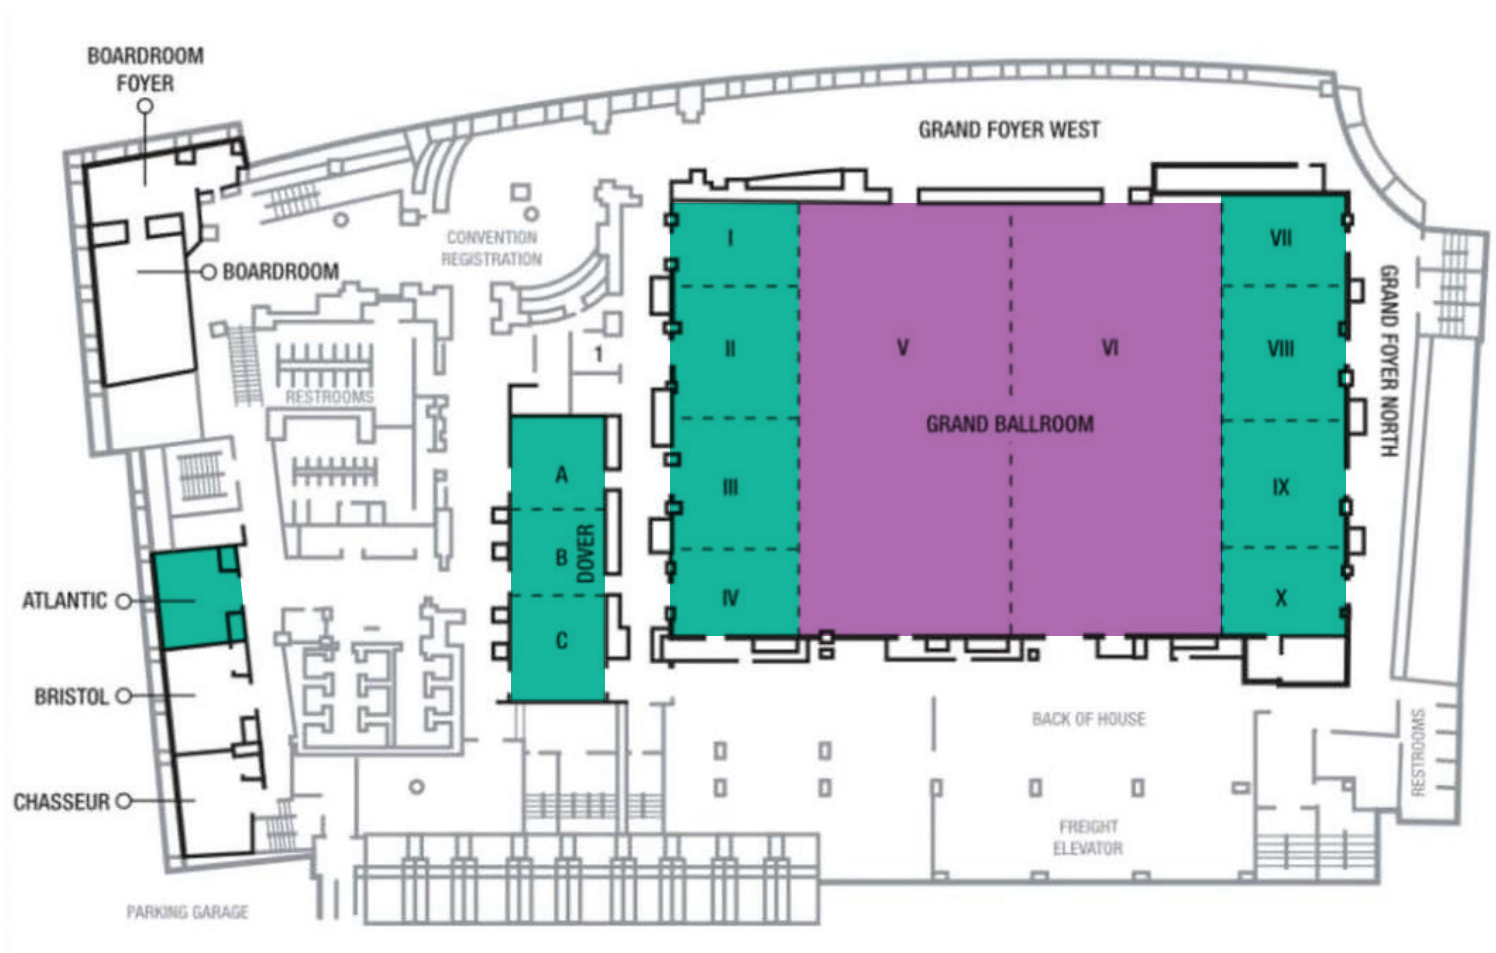 BOARDROOM
FOYER
GRAND FOYER WEST
CONVENTION
REGISTRATION
BOARDROOM
I
VII
II
V
VI
VIII
1
GRAND FOYER NORTH
RESTROOMS
GRAND BALLROOM
A
III
IX
B
DOVER
ATLANTIC
IV
X
C
BRISTOL
BACK OF HOUSE
RESTROOMS
CHASSEUR
FREIGHT
ELEVATOR
PARKING GARAGE